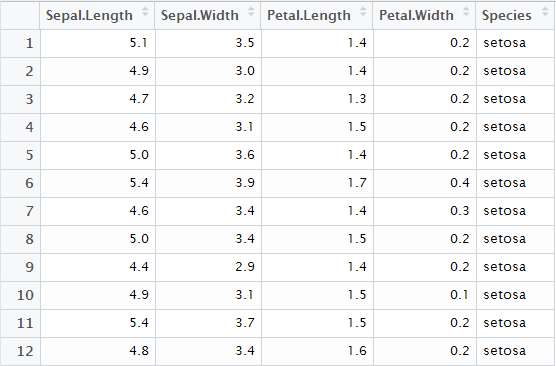 Sepal.Length Sepal.Width Petal.Length Petal.Width Species
1 5.1 3.5 1.4 0.2 setosa
2 4.9 3.0 1.4 0.2 setosa
3 4.7 3.2 1.3 0.2 setosa
4 4.6 3.1 1.5 0.2 setosa
5 5.0 3.6 1.4 0.2 setosa
6 5.4 3.9 1.7 0.4 setosa
7 4.6 3.4 1.4 0.3 setosa
8 5.0 3.4 1.5 0.2 setosa
9 4.4 2.9 1.4 0.2 setosa
10 4.9 3.1 1.5 0.1 setosa
11 5.4 3.7 1.5 0.2 setosa
12 4.8 3.4 1.6 0.2 setosa